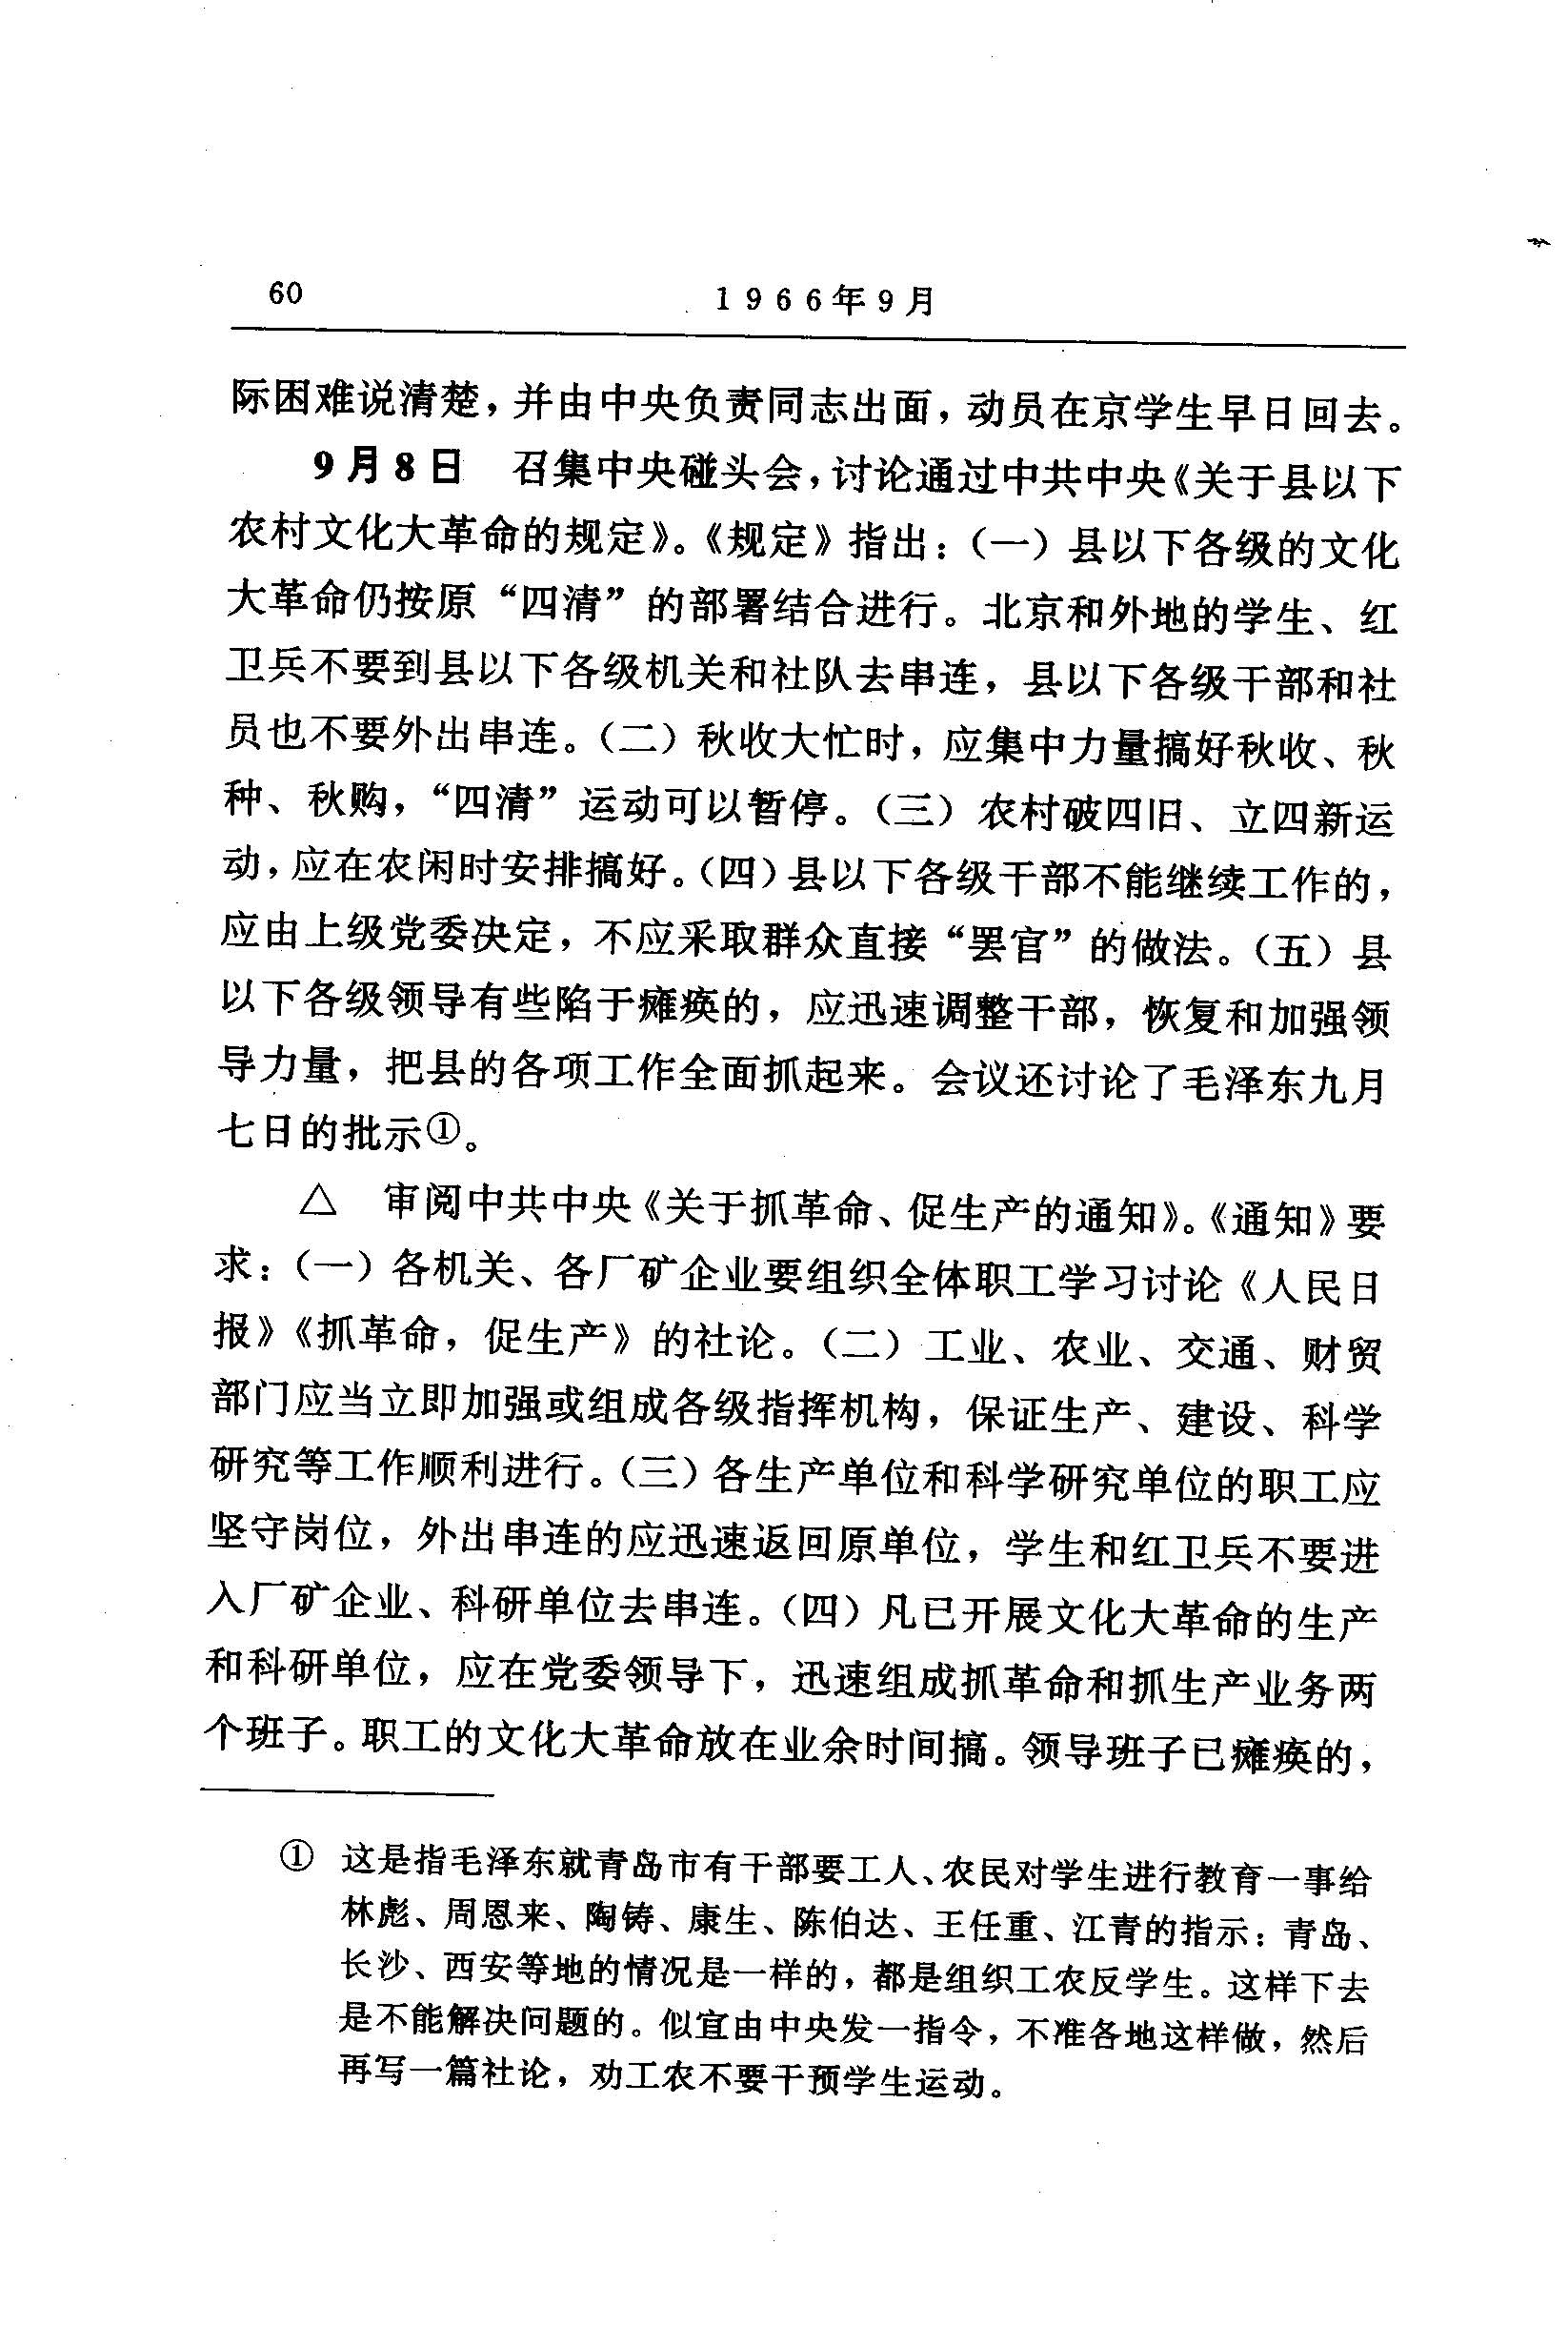 60
1966年9月
际困难说清楚，并由中央负责同志出面，动员在京学生早日回去。
9月8日　召集中央碰头会，讨论通过中共中央《关于县以下
农村文化大革命的规定》。《规定》指出：（一）县以下各级的文化
大革命仍按原“四清”的部署结合进行。北京和外地的学生、红
卫兵不要到县以下各级机关和社队去串连，县以下各级干部和社
员也不要外出串连。（二）秋收大忙时，应集中力量搞好秋收、秋
种、秋购，“四清”运动可以暂停。（三）农村破四旧、立四新运
动，应在农闲时安排搞好。（四）县以下各级干部不能继续工作的，
应由上级党委决定，不应采取群众直接“罢官”的做法。（五）县
以下各级领导有些陷于瘫痪的，应迅速调整干部，恢复和加强领
导力量，把县的各项工作全面抓起来。会议还讨论了毛泽东九月
七日的批示①。
△　审阅中共中央《关于抓革命、促生产的通知》。《通知》要
求：（一）各机关、各厂矿企业要组织全体职工学习讨论《人民日
报》《抓革命，促生产》的社论。（二）工业、农业、交通、财贸
部门应当立即加强或组成各级指挥机构，保证生产、建设、科学
研究等工作顺利进行。（三）各生产单位和科学研究单位的职工应
坚守岗位，外出串连的应迅速返回原单位，学生和红卫兵不要进
入厂矿企业、科研单位去串连。（四）凡已开展文化大革命的生产
和科研单位，应在党委领导下，迅速组成抓革命和抓生产业务两
个班子。职工的文化大革命放在业余时间搞。领导班子已瘫痪的，
①　这是指毛泽东就青岛市有干部要工人、农民对学生进行教育一事给
林彪、周恩来、陶铸、康生、陈伯达、王任重、江青的指示：青岛、
长沙、西安等地的情况是一样的，都是组织工农反学生。这样下去
是不能解决问题的。似宜由中央发一指令，不准各地这样做，然后
再写一篇社论，劝工农不要干预学生运动。